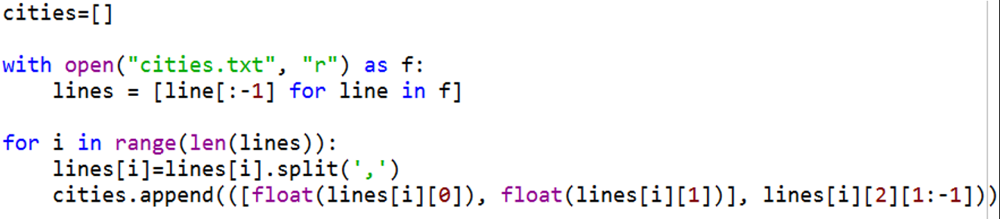 cities=[]
with open("cities.txt", "r") as f:
    lines = [line[:-1] for line in f]
for i in range(len(lines)):
    lines[i]=lines[i].split(',')
    cities.append(([float(lines[i][0]), float(lines[i][1])], lines[i][2][1:-1]))